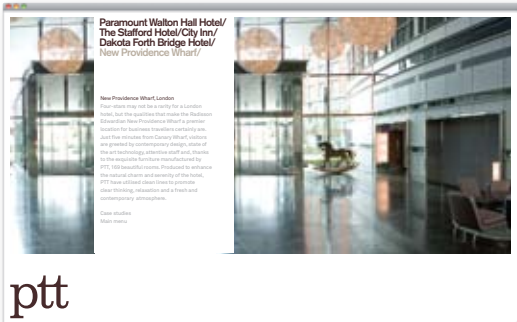 Paramount Walton Hall Hotel/
The Stafford Hotel/City Inn/
Dakota Forth Bridge Hotel/
New Providence Wharf/
New Providence Wharf, London
Four stars may not be a rarity for a London
hotel, but the qualities that make the Radisson
Edwardian New Providence Wharf a premier
location for business travellers certainly are.
Just five minutes from Canary Wharf, visitors
are greeted by contemporary design, state of
the art technology, attentive staff and, thanks
to the exquisite furniture manufactured by
PTT, 169 beautiful rooms. Produced to enhance
the natural charm and serenity of the hotel,
PTT have utilised clean lines to promote
clear thinking, relaxation and a fresh and
contemporary atmosphere.
Case studies
Main menu
ptt